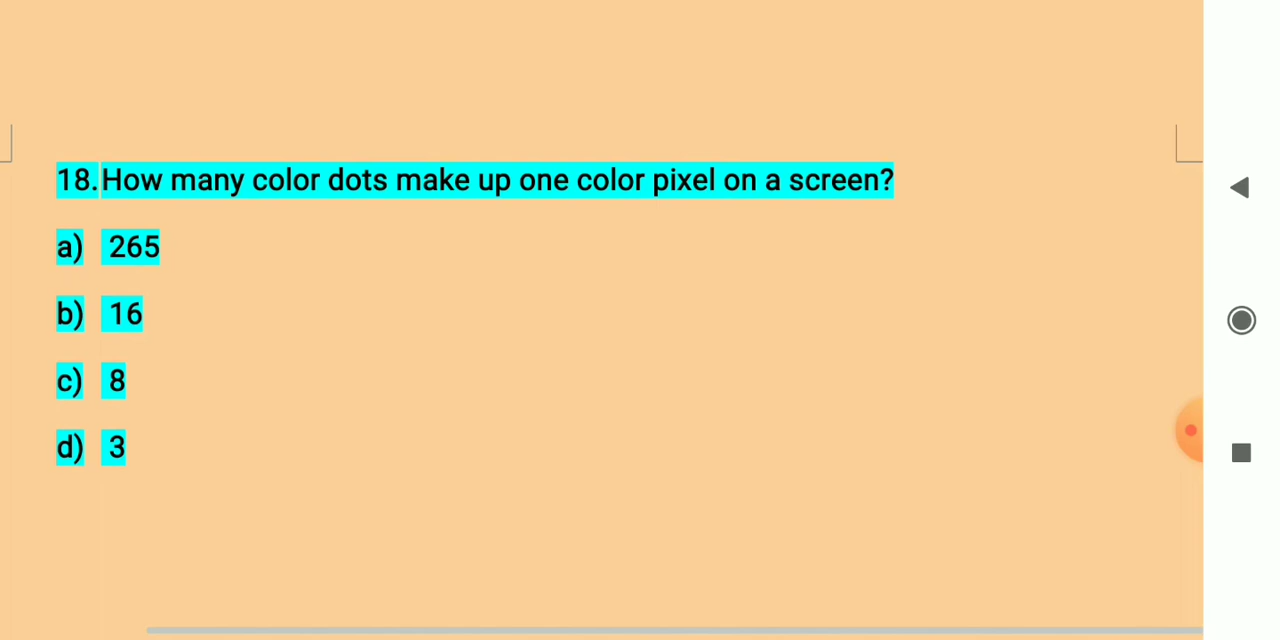 18. How many color dots make up one color pixel on a screen?
a) 265
b) 16
c) 8
d) 3